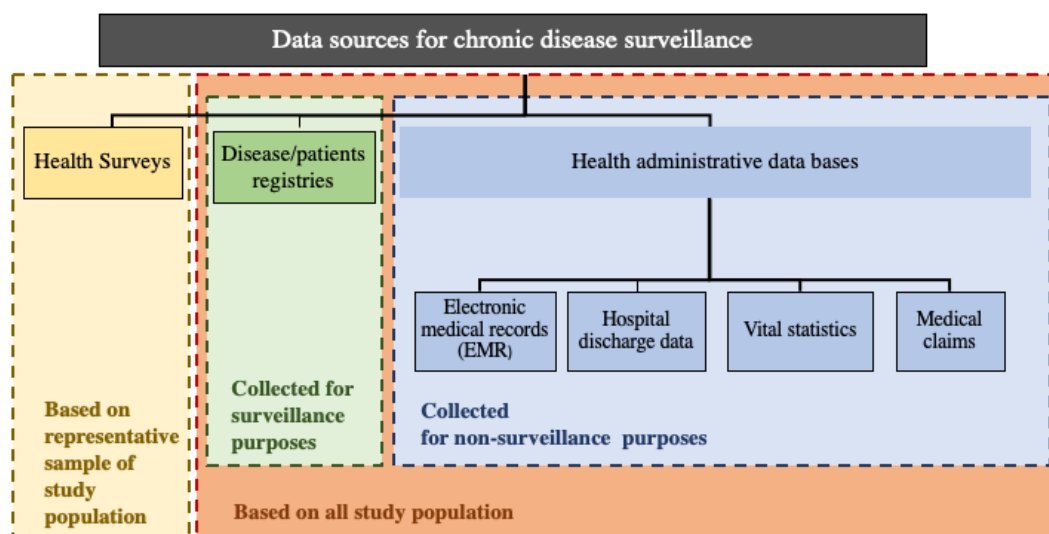 Data sources for chronic disease surveillance
Health Surveys
Disease/patients
registries
Health administrative data bases
Electronic
medical records
(EMR)
Hospital
discharge data
Vital statistics
Medical
claims
Based on
representative
sample of
study
population
Collected for
surveillance
purposes
Collected
for non-surveillance purposes
Based on all study population